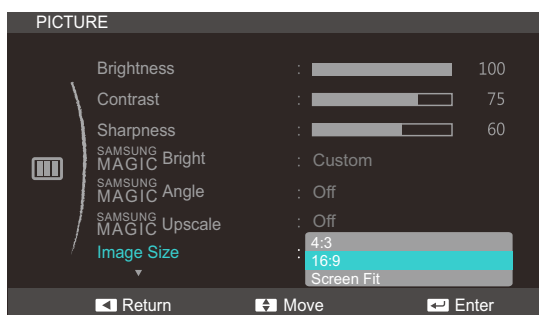 PICTURE
Brightness : 100
Contrast : 75
Sharpness : 60
SAMSUNG MAGIC Bright : Custom
SAMSUNG MAGIC Angle : Off
SAMSUNG MAGIC Upscale : Off
Image Size :
4:3
16:9
Screen Fit
Return Move Enter